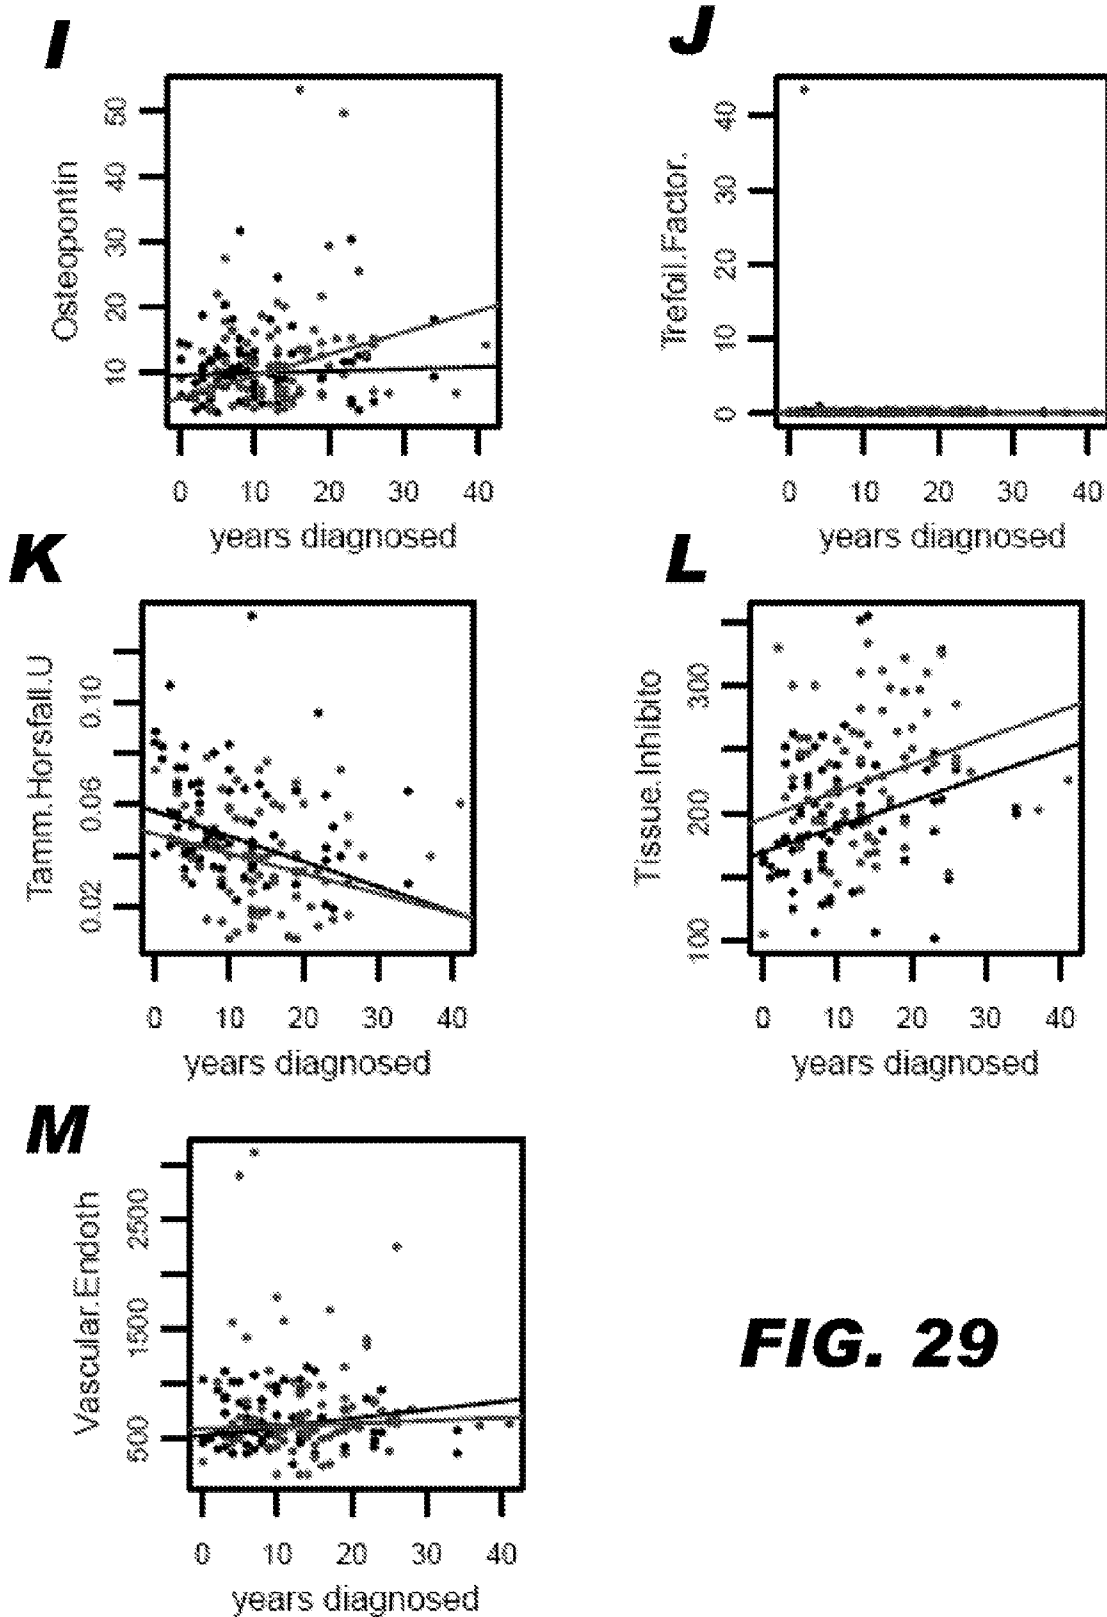 I
Osteopontin
50
40
30
20
10
0 10 20 30 40
years diagnosed
J
Trefoil.Factor.
40
30
20
10
0
0 10 20 30 40
years diagnosed
K
Tamm.Horsfall.U
0.10
0.06
0.02
0 10 20 30 40
years diagnosed
L
Tissue.Inhibito
300
200
100
0 10 20 30 40
years diagnosed
M
Vascular.Endoth
2500
1500
500
0 10 20 30 40
years diagnosed
FIG. 29